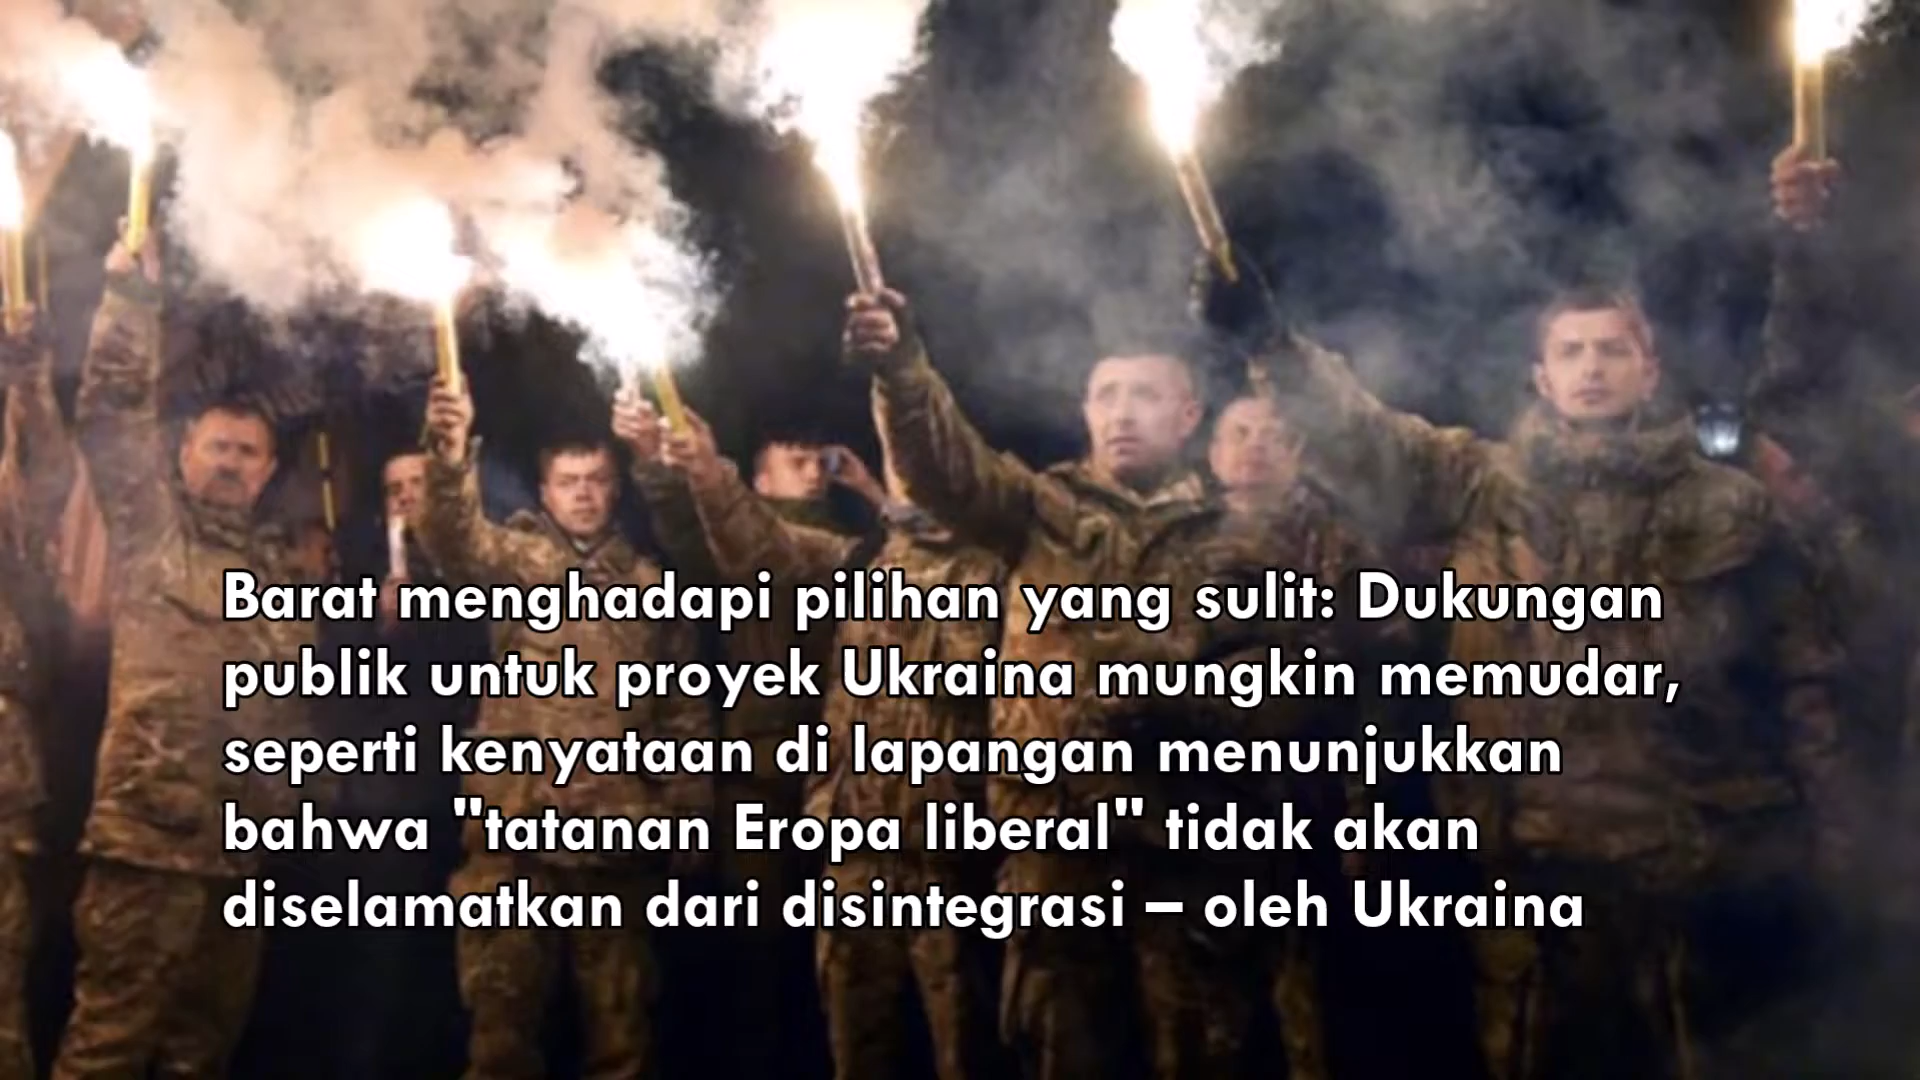 Barat menghadapi pilihan yang sulit: Dukungan
publik untuk proyek Ukraina mungkin memudar,
seperti kenyataan di lapangan menunjukkan
bahwa "tatanan Eropa liberal" tidak akan
diselamatkan dari disintegrasi – oleh Ukraina